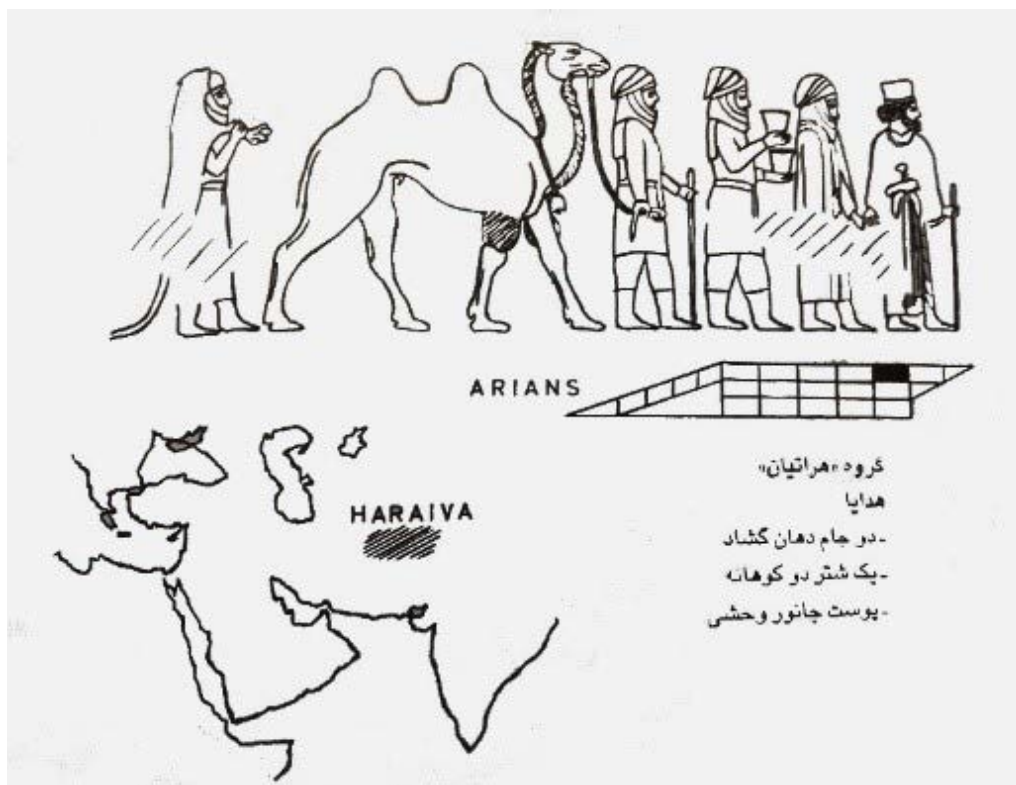 ARIANS
HARAIVA
گروه «هراتیان»
هدایا
-دو جام دهان گشاد
-یک شتر دو کوهانه
-پوست جانور وحشی